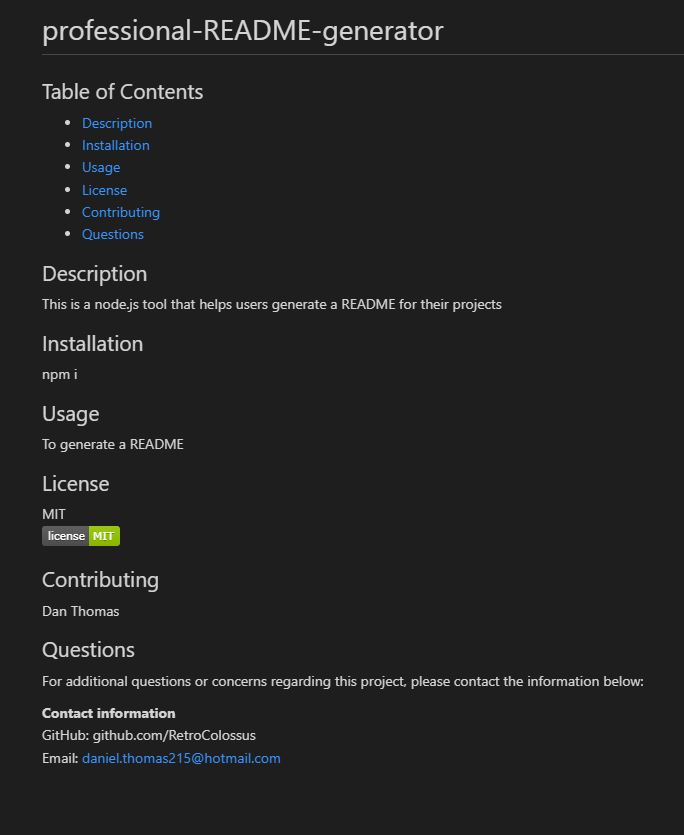 professional-README-generator
Table of Contents
Description
Installation
Usage
License
Contributing
Questions
Description
This is a node.js tool that helps users generate a README for their projects
Installation
npm i
Usage
To generate a README
License
MIT
license MIT
Contributing
Dan Thomas
Questions
For additional questions or concerns regarding this project, please contact the information below:
Contact information
GitHub: github.com/RetroColossus
Email: daniel.thomas215@hotmail.com